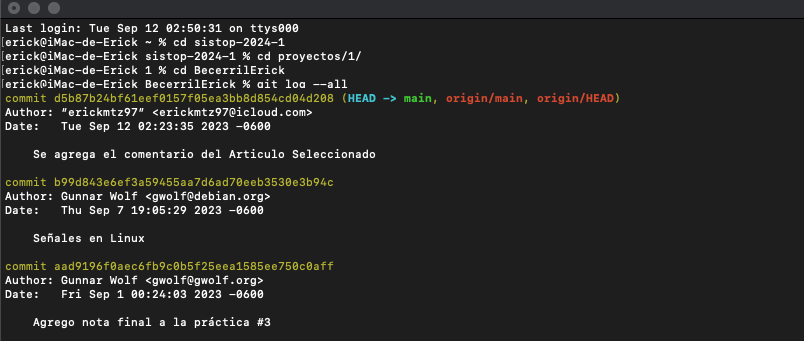 Last login: Tue Sep 12 02:50:31 on ttys000
[erick@iMac-de-Erick ~ % cd sistop-2024-1
[erick@iMac-de-Erick sistop-2024-1 % cd proyectos/1/
[erick@iMac-de-Erick 1 % cd BecerrilErick
[erick@iMac-de-Erick BecerrilErick % git log --all
commit d5b87b24bf61eef0157f05ea3bb8d854cd04d208 (HEAD -> main, origin/main, origin/HEAD)
Author: “erickmtz97” <erickmtz97@icloud.com>
Date:   Tue Sep 12 02:23:35 2023 -0600
Se agrega el comentario del Articulo Seleccionado
commit b99d843e6ef3a59455aa7d6ad70eeb3530e3b94c
Author: Gunnar Wolf <gwolf@debian.org>
Date:   Thu Sep 7 19:05:29 2023 -0600
Señales en Linux
commit aad9196f0aec6fb9c0b5f25eea1585ee750c0aff
Author: Gunnar Wolf <gwolf@gwolf.org>
Date:   Fri Sep 1 00:24:03 2023 -0600
Agrego nota final a la práctica #3